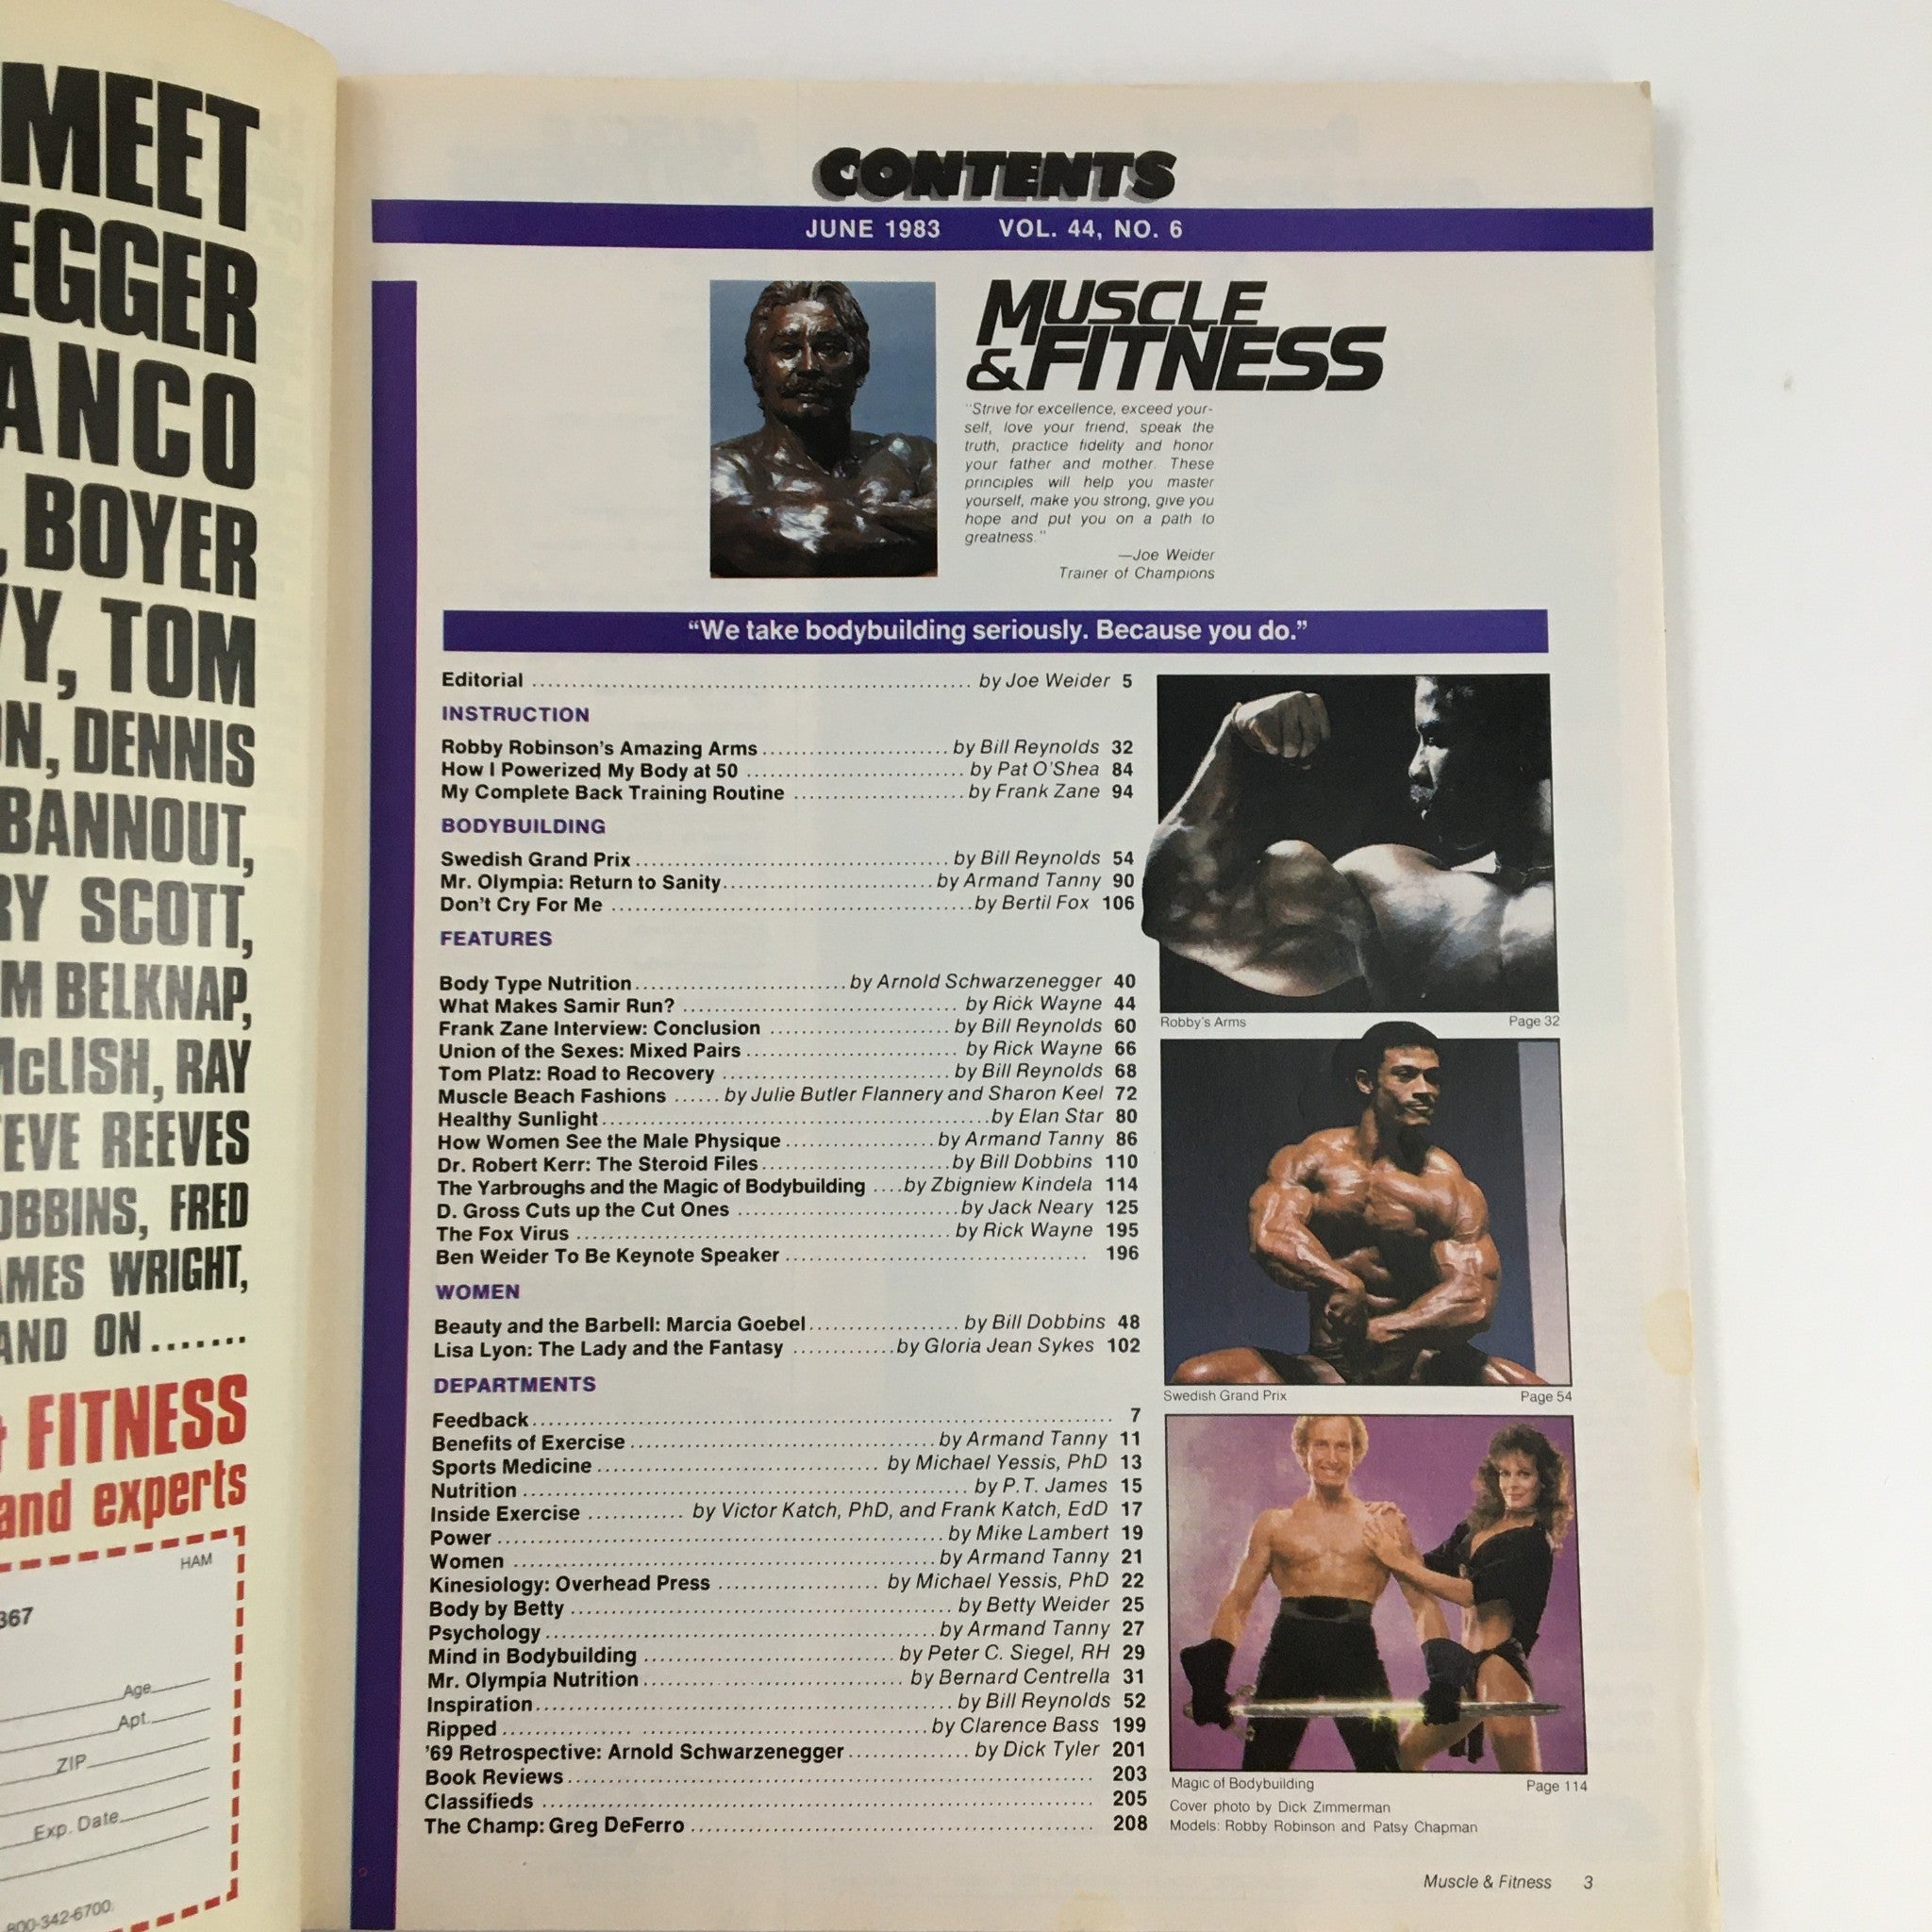 MEET
EGGER
ANCO
, BOYER
Y, TOM
ON, DENNIS
BANNOUT,
RY SCOTT,
M BELKNAP,
McLISH, RAY
EVE REEVES
OBBINS, FRED
AMES WRIGHT,
AND ON.......
& FITNESS
and experts
HAM
367
Age
Apt.
ZIP
Exp. Date
800-342-6700.
CONTENTS
JUNE 1983 VOL. 44, NO. 6
MUSCLE
&FITNESS
"Strive for excellence, exceed your-
self, love your friend, speak the
truth, practice fidelity and honor
your father and mother. These
principles will help you master
yourself, make you strong, give you
hope and put you on a path to
greatness."
—Joe Weider
Trainer of Champions
“We take bodybuilding seriously. Because you do.”
Editorial ........ by Joe Weider 5
INSTRUCTION
Robby Robinson's Amazing Arms ........ by Bill Reynolds 32
How I Powerized My Body at 50 ........ by Pat O'Shea 84
My Complete Back Training Routine ........ by Frank Zane 94
BODYBUILDING
Swedish Grand Prix ........ by Bill Reynolds 54
Mr. Olympia: Return to Sanity ........ by Armand Tanny 90
Don't Cry For Me ........ by Bertil Fox 106
FEATURES
Body Type Nutrition ........ by Arnold Schwarzenegger 40
What Makes Samir Run? ........ by Rick Wayne 44
Frank Zane Interview: Conclusion ........ by Bill Reynolds 60
Union of the Sexes: Mixed Pairs ........ by Rick Wayne 66
Tom Platz: Road to Recovery ........ by Bill Reynolds 68
Muscle Beach Fashions ...... by Julie Butler Flannery and Sharon Keel 72
Healthy Sunlight ........ by Elan Star 80
How Women See the Male Physique ........ by Armand Tanny 86
Dr. Robert Kerr: The Steroid Files ........ by Bill Dobbins 110
The Yarbroughs and the Magic of Bodybuilding .... by Zbigniew Kindela 114
D. Gross Cuts up the Cut Ones ........ by Jack Neary 125
The Fox Virus ........ by Rick Wayne 195
Ben Weider To Be Keynote Speaker ........ 196
WOMEN
Beauty and the Barbell: Marcia Goebel ........ by Bill Dobbins 48
Lisa Lyon: The Lady and the Fantasy ........ by Gloria Jean Sykes 102
DEPARTMENTS
Feedback ........ 7
Benefits of Exercise ........ by Armand Tanny 11
Sports Medicine ........ by Michael Yessis, PhD 13
Nutrition ........ by P.T. James 15
Inside Exercise ........ by Victor Katch, PhD, and Frank Katch, EdD 17
Power ........ by Mike Lambert 19
Women ........ by Armand Tanny 21
Kinesiology: Overhead Press ........ by Michael Yessis, PhD 22
Body by Betty ........ by Betty Weider 25
Psychology ........ by Armand Tanny 27
Mind in Bodybuilding ........ by Peter C. Siegel, RH 29
Mr. Olympia Nutrition ........ by Bernard Centrella 31
Inspiration ........ by Bill Reynolds 52
Ripped ........ by Clarence Bass 199
'69 Retrospective: Arnold Schwarzenegger ........ by Dick Tyler 201
Book Reviews ........ 203
Classifieds ........ 205
The Champ: Greg DeFerro ........ 208
Robby's Arms Page 32
Swedish Grand Prix Page 54
Magic of Bodybuilding Page 114
Cover photo by Dick Zimmerman
Models: Robby Robinson and Patsy Chapman
Muscle & Fitness 3